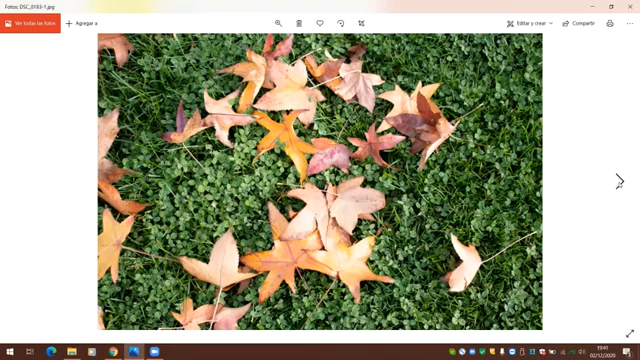 Fotos: DSC_0183-1.jpg
Ver todas las fotos
Agregar a
Editar y crear
Compartir
19:41
02/12/2020